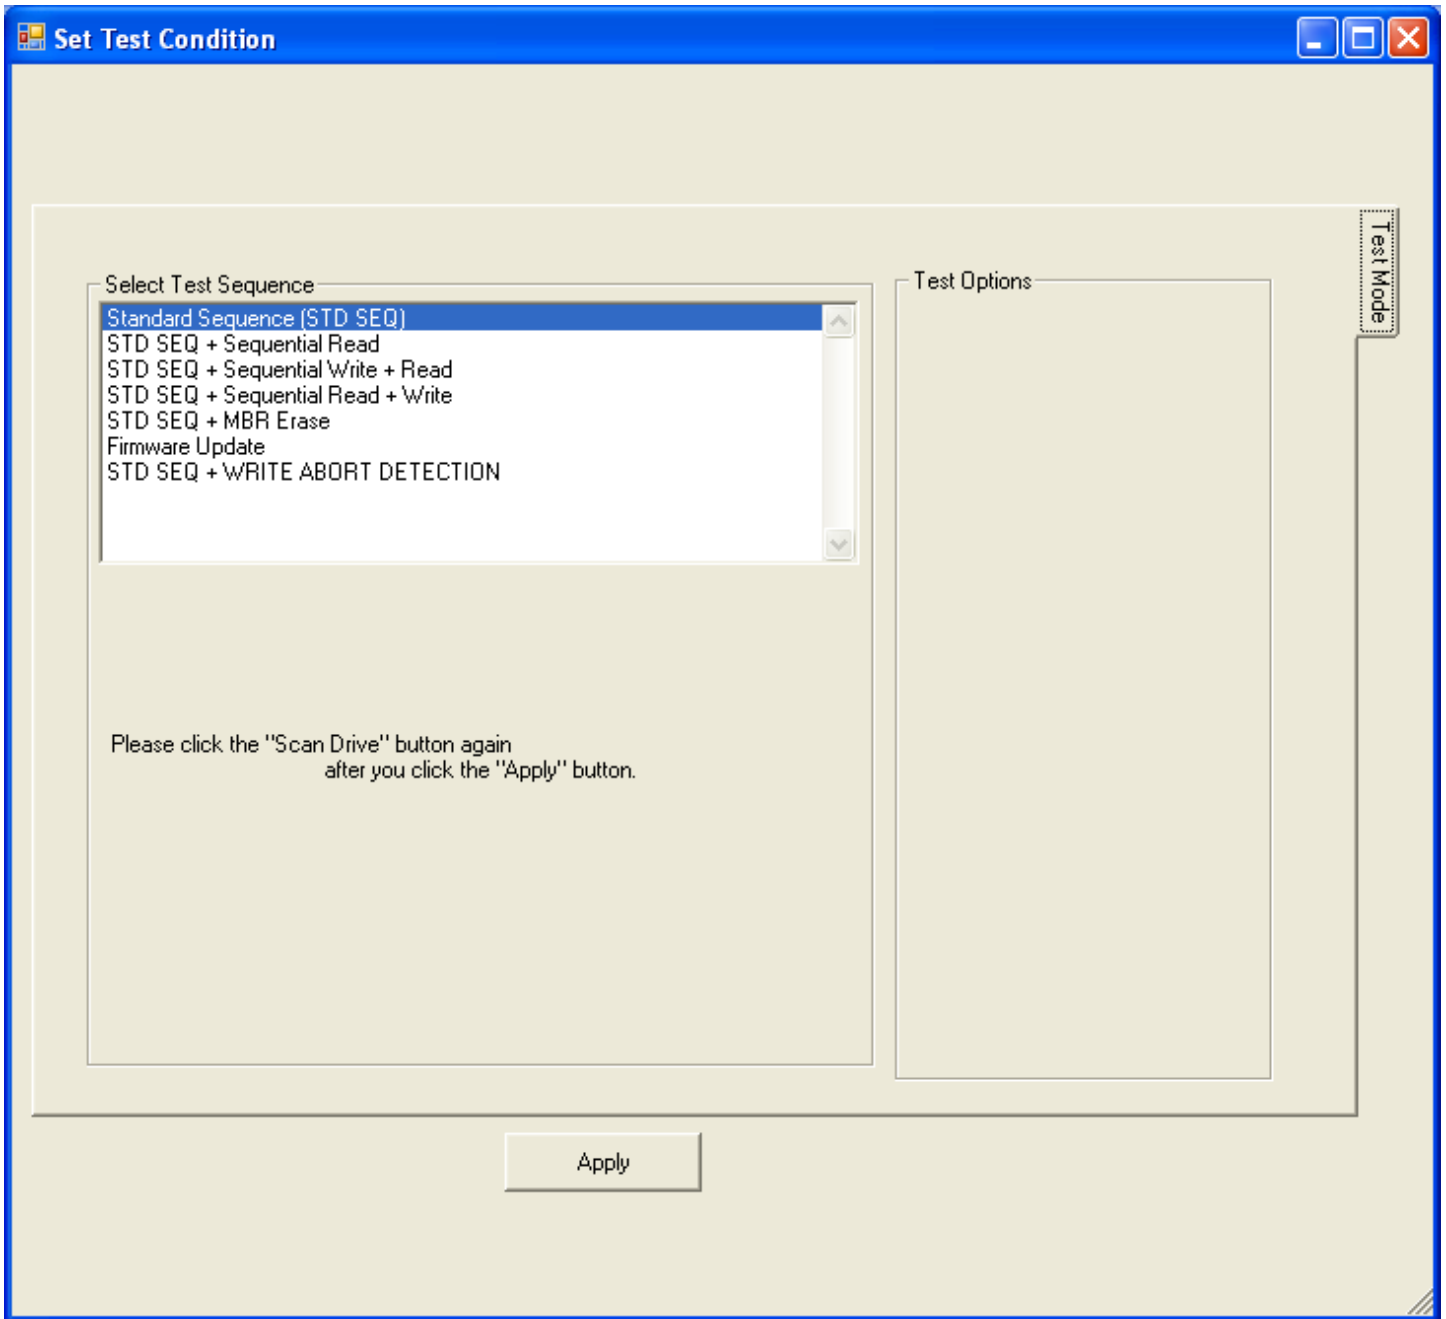 Set Test Condition
Test Mode
Select Test Sequence
Standard Sequence (STD SEQ)
STD SEQ + Sequential Read
STD SEQ + Sequential Write + Read
STD SEQ + Sequential Read + Write
STD SEQ + MBR Erase
Firmware Update
STD SEQ + WRITE ABORT DETECTION
Please click the "Scan Drive" button again
after you click the "Apply" button.
Test Options
Apply